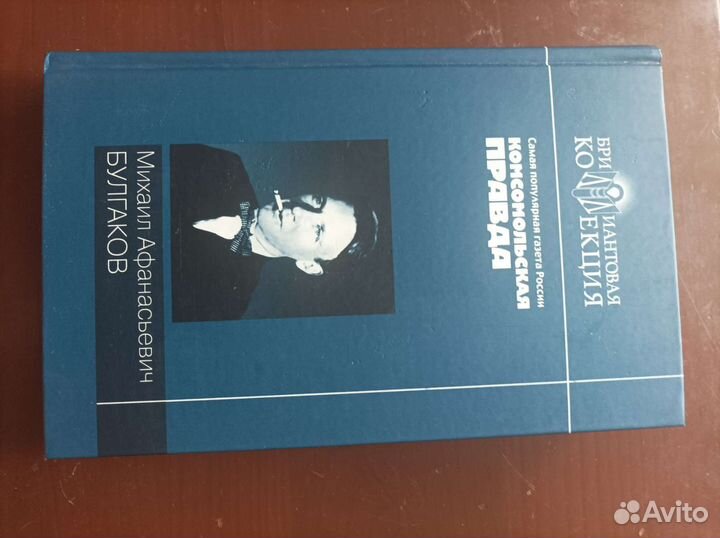 БРИЛЛИАНТОВАЯ
КОЛЛЕКЦИЯ
Самая популярная газета России
КОМСОМОЛЬСКАЯ
ПРАВДА
Михаил Афанасьевич
БУЛГАКОВ
Avito